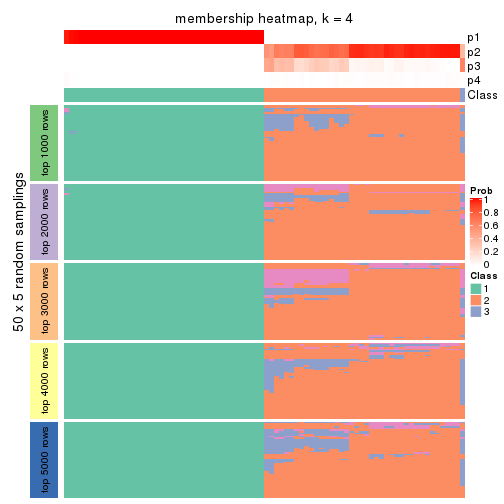 membership heatmap, k = 4
p1
p2
p3
p4
Class
50 x 5 random samplings
top 1000 rows
top 2000 rows
top 3000 rows
top 4000 rows
top 5000 rows
Prob
1
0.8
0.6
0.4
0.2
0
Class
1
2
3